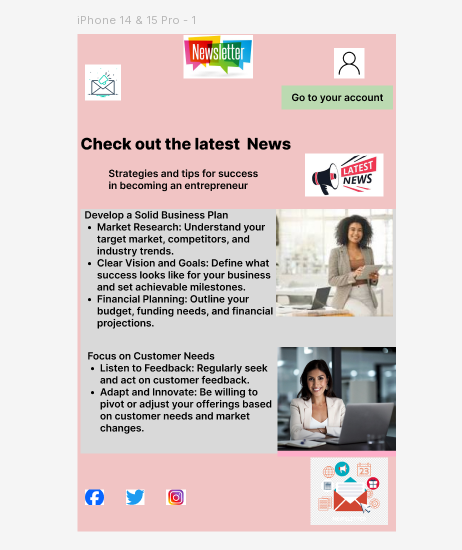 iPhone 14 & 15 Pro - 1
Newsletter
Go to your account
Check out the latest News
Strategies and tips for success
in becoming an entrepreneur
LATEST
NEWS
Develop a Solid Business Plan
• Market Research: Understand your
target market, competitors, and
industry trends.
• Clear Vision and Goals: Define what
success looks like for your business
and set achievable milestones.
• Financial Planning: Outline your
budget, funding needs, and financial
projections.
Focus on Customer Needs
• Listen to Feedback: Regularly seek
and act on customer feedback.
• Adapt and Innovate: Be willing to
pivot or adjust your offerings based
on customer needs and market
changes.
23